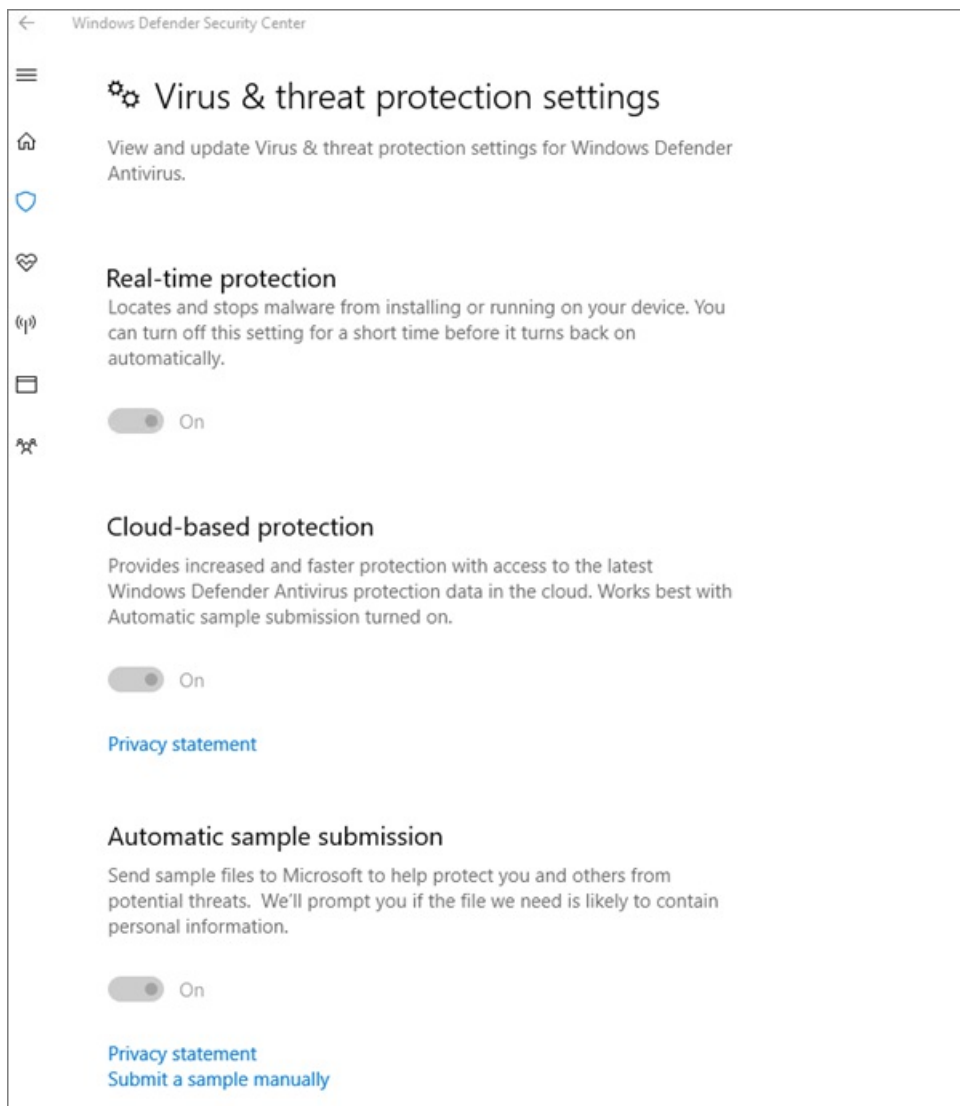 Windows Defender Security Center
Virus & threat protection settings
View and update Virus & threat protection settings for Windows Defender
Antivirus.
Real-time protection
Locates and stops malware from installing or running on your device. You
can turn off this setting for a short time before it turns back on
automatically.
On
Cloud-based protection
Provides increased and faster protection with access to the latest
Windows Defender Antivirus protection data in the cloud. Works best with
Automatic sample submission turned on.
On
Privacy statement
Automatic sample submission
Send sample files to Microsoft to help protect you and others from
potential threats.  We'll prompt you if the file we need is likely to contain
personal information.
On
Privacy statement
Submit a sample manually